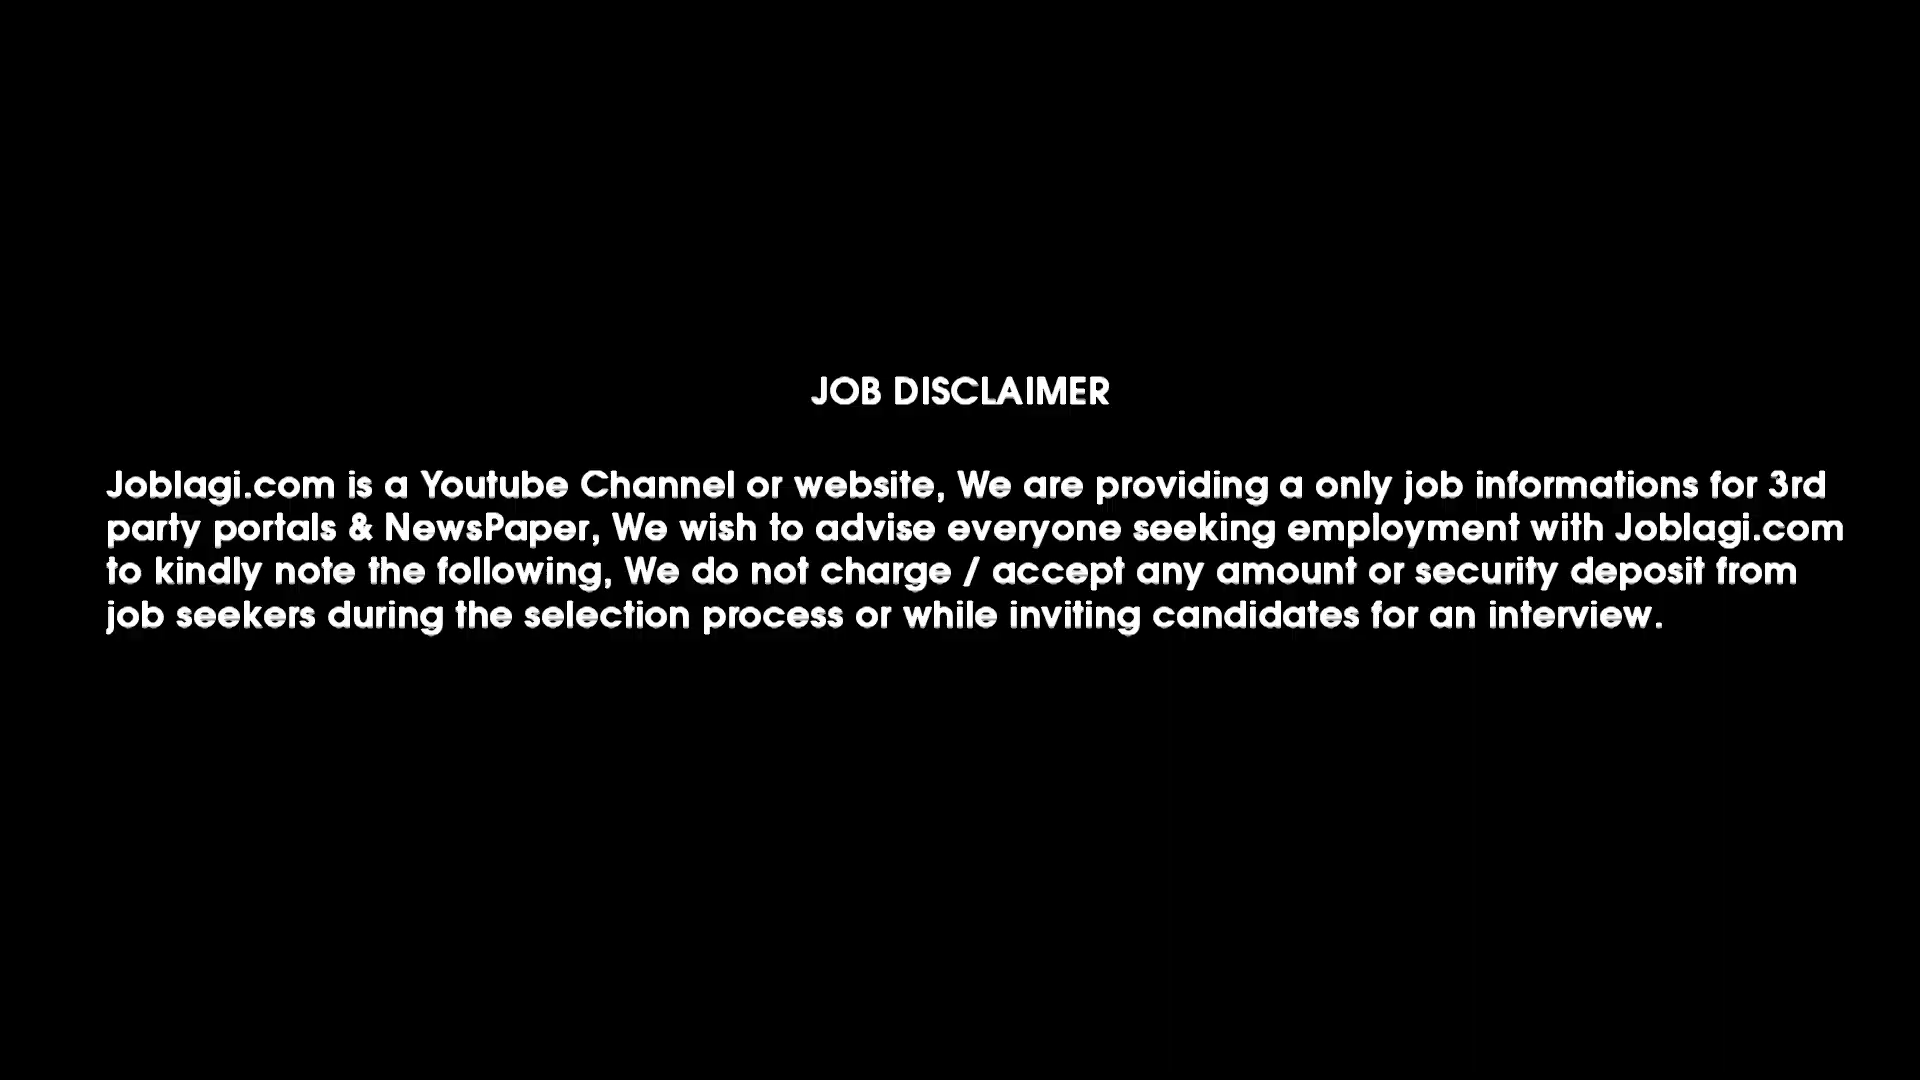 JOB DISCLAIMER
Joblagi.com is a Youtube Channel or website, We are providing a only job informations for 3rd
party portals & NewsPaper, We wish to advise everyone seeking employment with Joblagi.com
to kindly note the following, We do not charge / accept any amount or security deposit from
job seekers during the selection process or while inviting candidates for an interview.